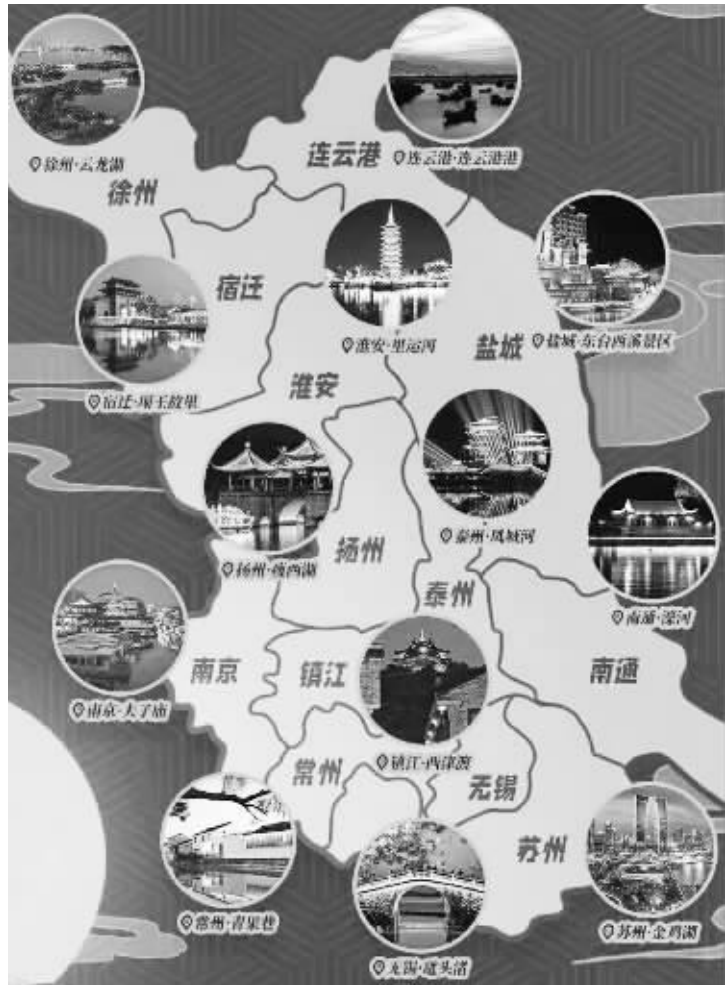 徐州·云龙湖
连云港
连云港·连云港港
徐州
宿迁
淮安·里运河
盐城
盐城·东台西溪景区
宿迁·项王故里
淮安
扬州
泰州·凤城河
扬州·瘦西湖
泰州
南通·濠河
南京
镇江
南通
南京·夫子庙
镇江·西津渡
常州
无锡
苏州
常州·青果巷
苏州·金鸡湖
无锡·鼋头渚